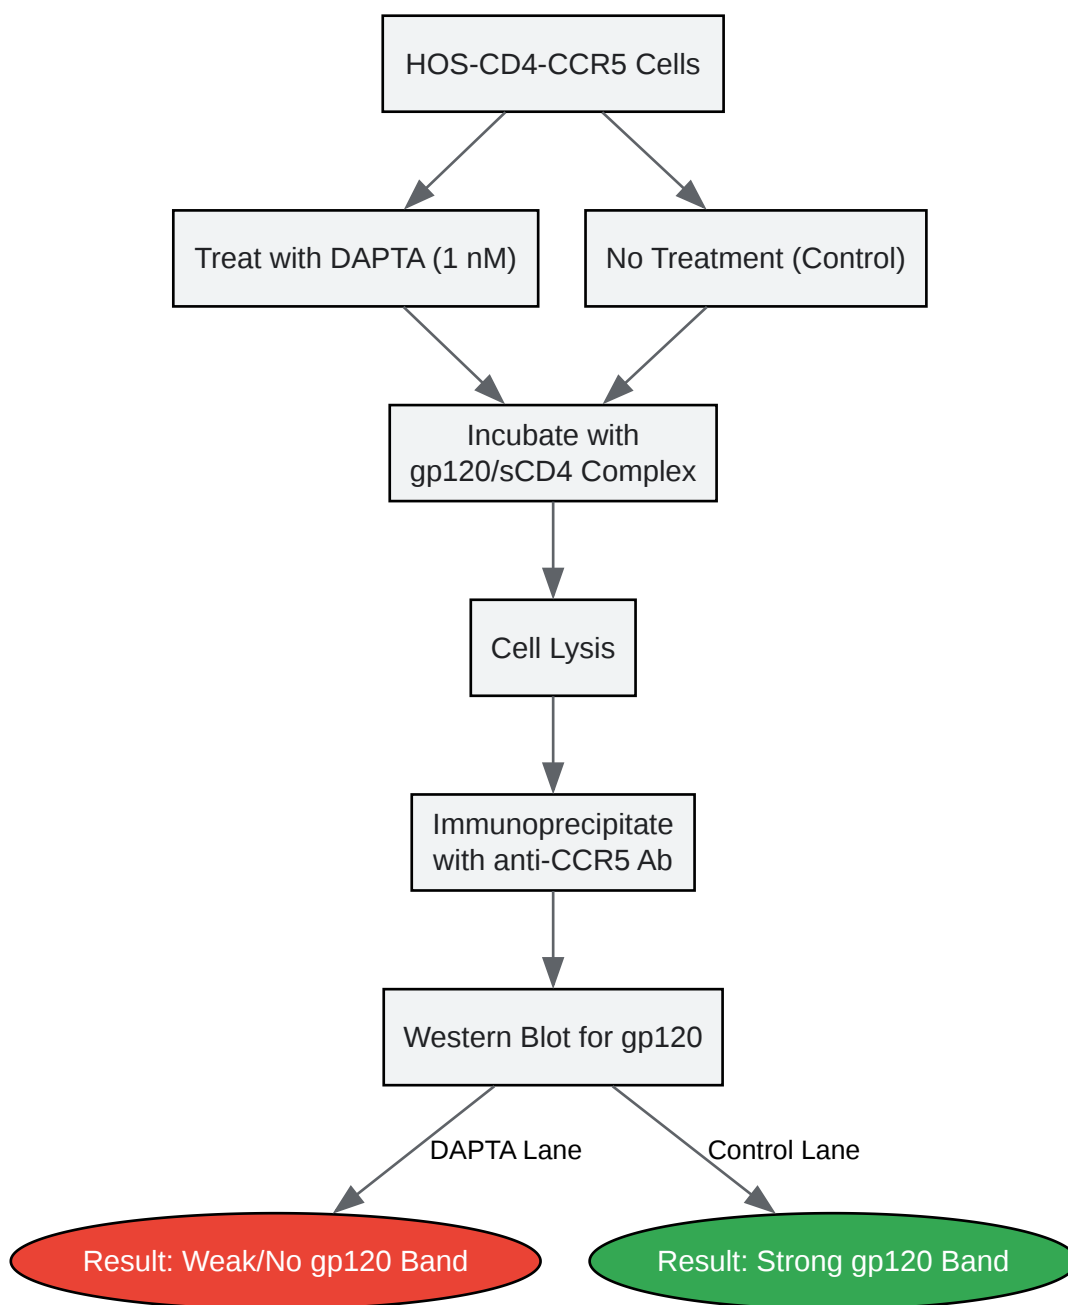 HOS-CD4-CCR5 Cells
Treat with DAPTA (1 nM)
No Treatment (Control)
Incubate with
gp120/sCD4 Complex
Cell Lysis
Immunoprecipitate
with anti-CCR5 Ab
Western Blot for gp120
DAPTA Lane
Control Lane
Result: Weak/No gp120 Band
Result: Strong gp120 Band